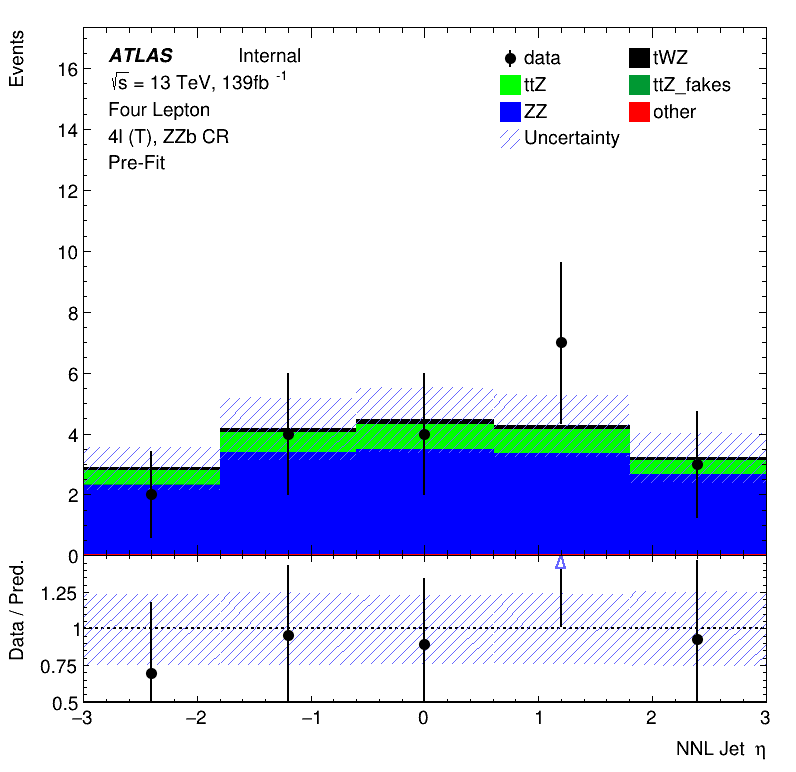 Events
16
14
12
10
8
6
4
2
0
ATLAS Internal
√s = 13 TeV, 139fb -1
Four Lepton
4l (T), ZZb CR
Pre-Fit
data
tWZ
ttZ
ttZ_fakes
ZZ
other
Uncertainty
Data / Pred.
1.25
1
0.75
0.5
−3 −2 −1 0 1 2 3
NNL Jet η